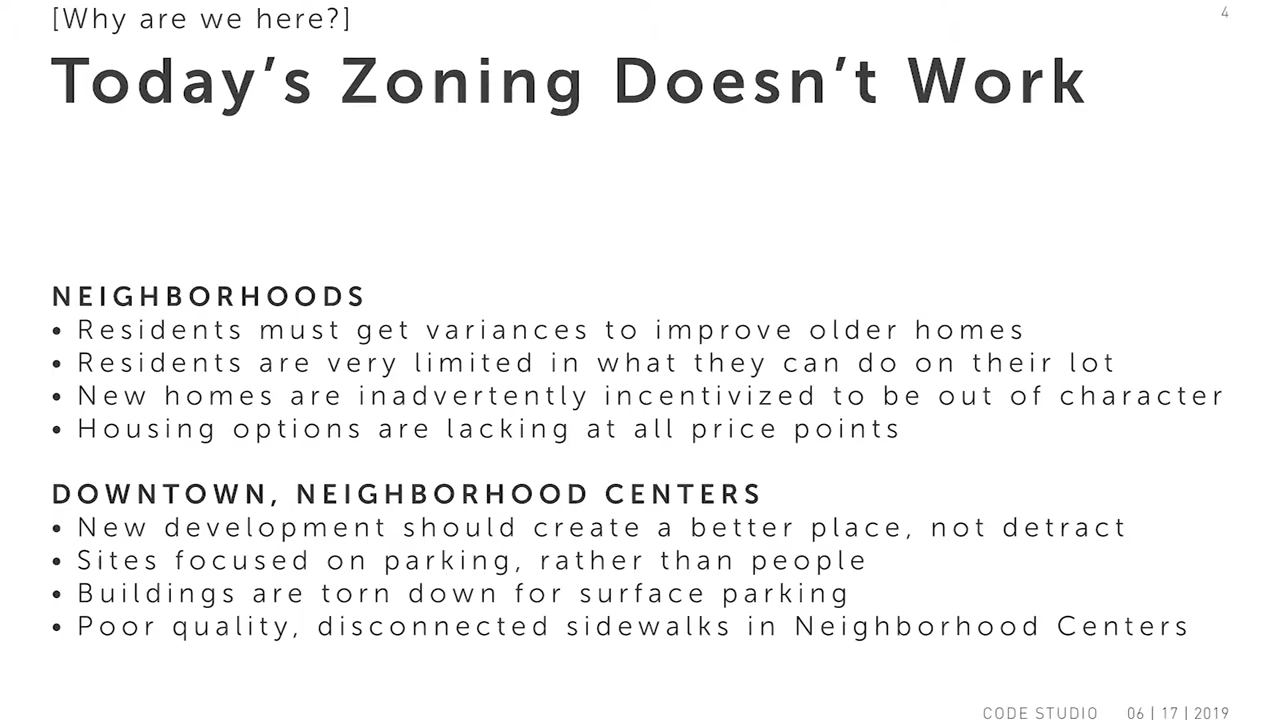 [Why are we here?]
4
Today’s Zoning Doesn’t Work
NEIGHBORHOODS
• Residents must get variances to improve older homes
• Residents are very limited in what they can do on their lot
• New homes are inadvertently incentivized to be out of character
• Housing options are lacking at all price points
DOWNTOWN, NEIGHBORHOOD CENTERS
• New development should create a better place, not detract
• Sites focused on parking, rather than people
• Buildings are torn down for surface parking
• Poor quality, disconnected sidewalks in Neighborhood Centers
CODE STUDIO 06 | 17 | 2019